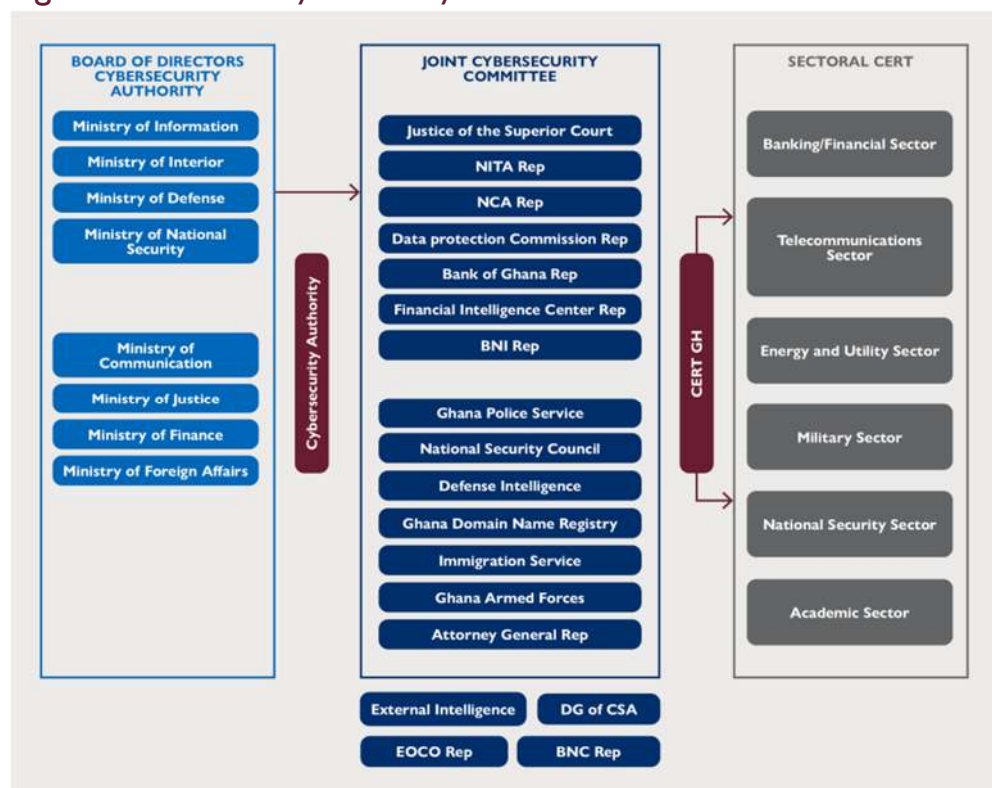 BOARD OF DIRECTORS
CYBERSECURITY
AUTHORITY
Ministry of Information
Ministry of Interior
Ministry of Defense
Ministry of National
Security
Ministry of
Communication
Ministry of Justice
Ministry of Finance
Ministry of Foreign Affairs
Cybersecurity Authority
JOINT CYBERSECURITY
COMMITTEE
Justice of the Superior Court
NITA Rep
NCA Rep
Data protection Commission Rep
Bank of Ghana Rep
Financial Intelligence Center Rep
BNI Rep
Ghana Police Service
National Security Council
Defense Intelligence
Ghana Domain Name Registry
Immigration Service
Ghana Armed Forces
Attorney General Rep
External Intelligence
DG of CSA
EOCO Rep
BNC Rep
CERT GH
SECTORAL CERT
Banking/Financial Sector
Telecommunications
Sector
Energy and Utility Sector
Military Sector
National Security Sector
Academic Sector